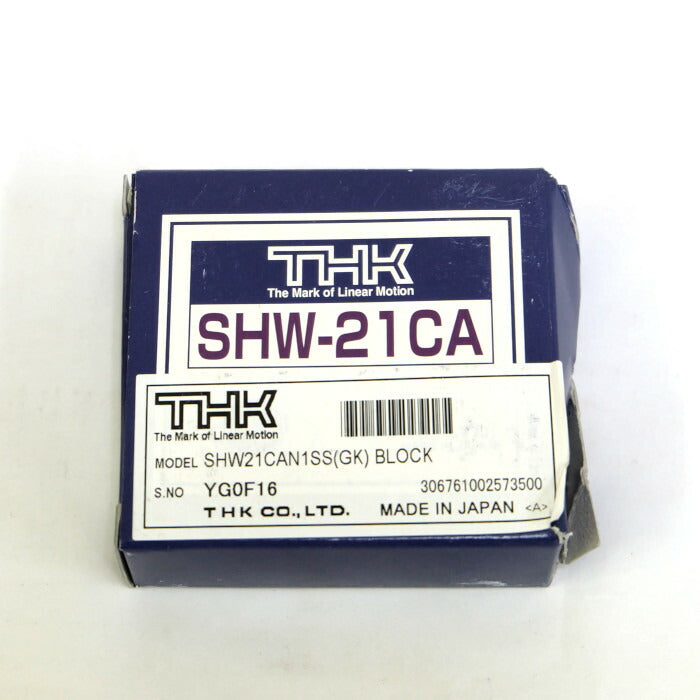 THK
The Mark of Linear Motion
SHW-21CA
THK
The Mark of Linear Motion
MODEL SHW21CAN1SS(GK) BLOCK
S.NO YG0F16 306761002573500
THK CO.,LTD. MADE IN JAPAN <A>